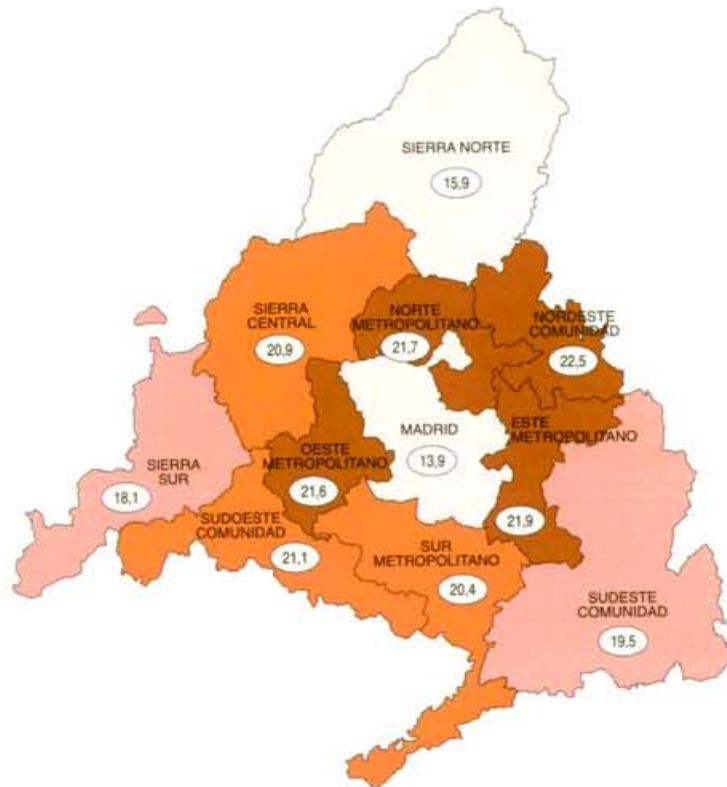 SIERRA NORTE
15,9
SIERRA
CENTRAL
20,9
NORTE
METROPOLITANO
21,7
NORDESTE
COMUNIDAD
22,5
MADRID
13,9
ESTE
METROPOLITANO
21,9
OESTE
METROPOLITANO
21,6
SIERRA
SUR
18,1
SUDOESTE
COMUNIDAD
21,1
SUR
METROPOLITANO
20,4
SUDESTE
COMUNIDAD
19,5